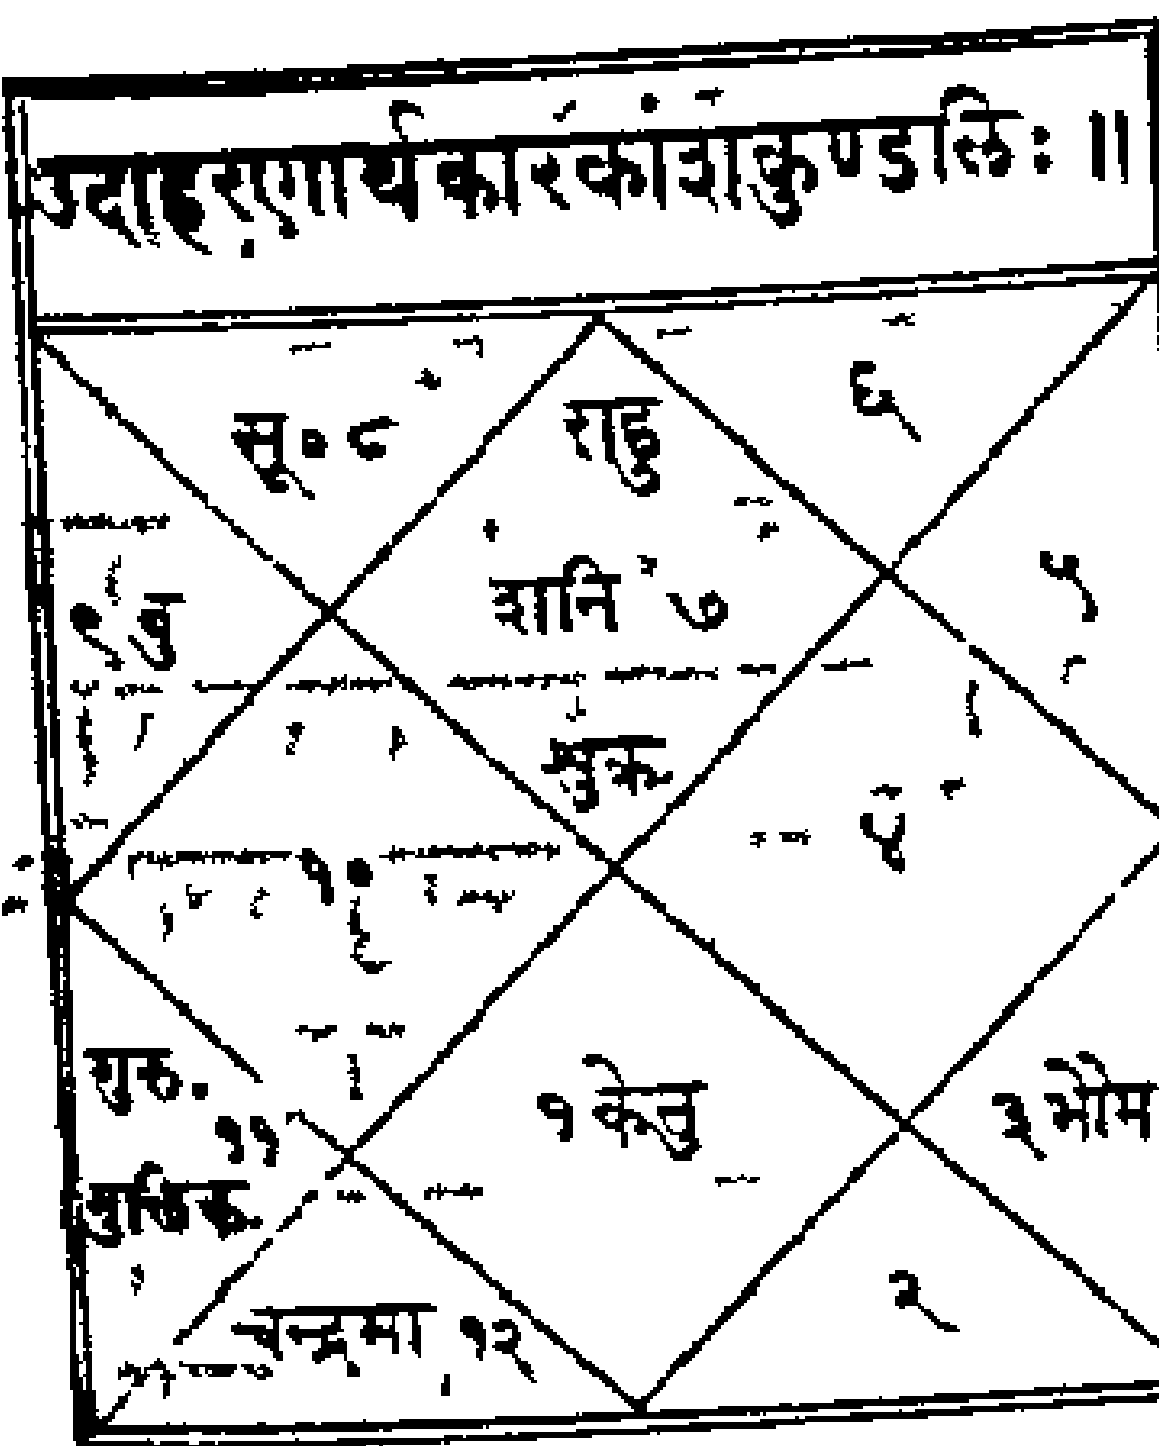 उदाहरणार्थकारकांशकुण्डलिः ॥
सू० ८
राहु
६
९ बु
शनि ७
५
शुक्र
४
१०
गुरु.
११
गुलिक
१ केतु
३ भौम
चन्द्रमा १२
२